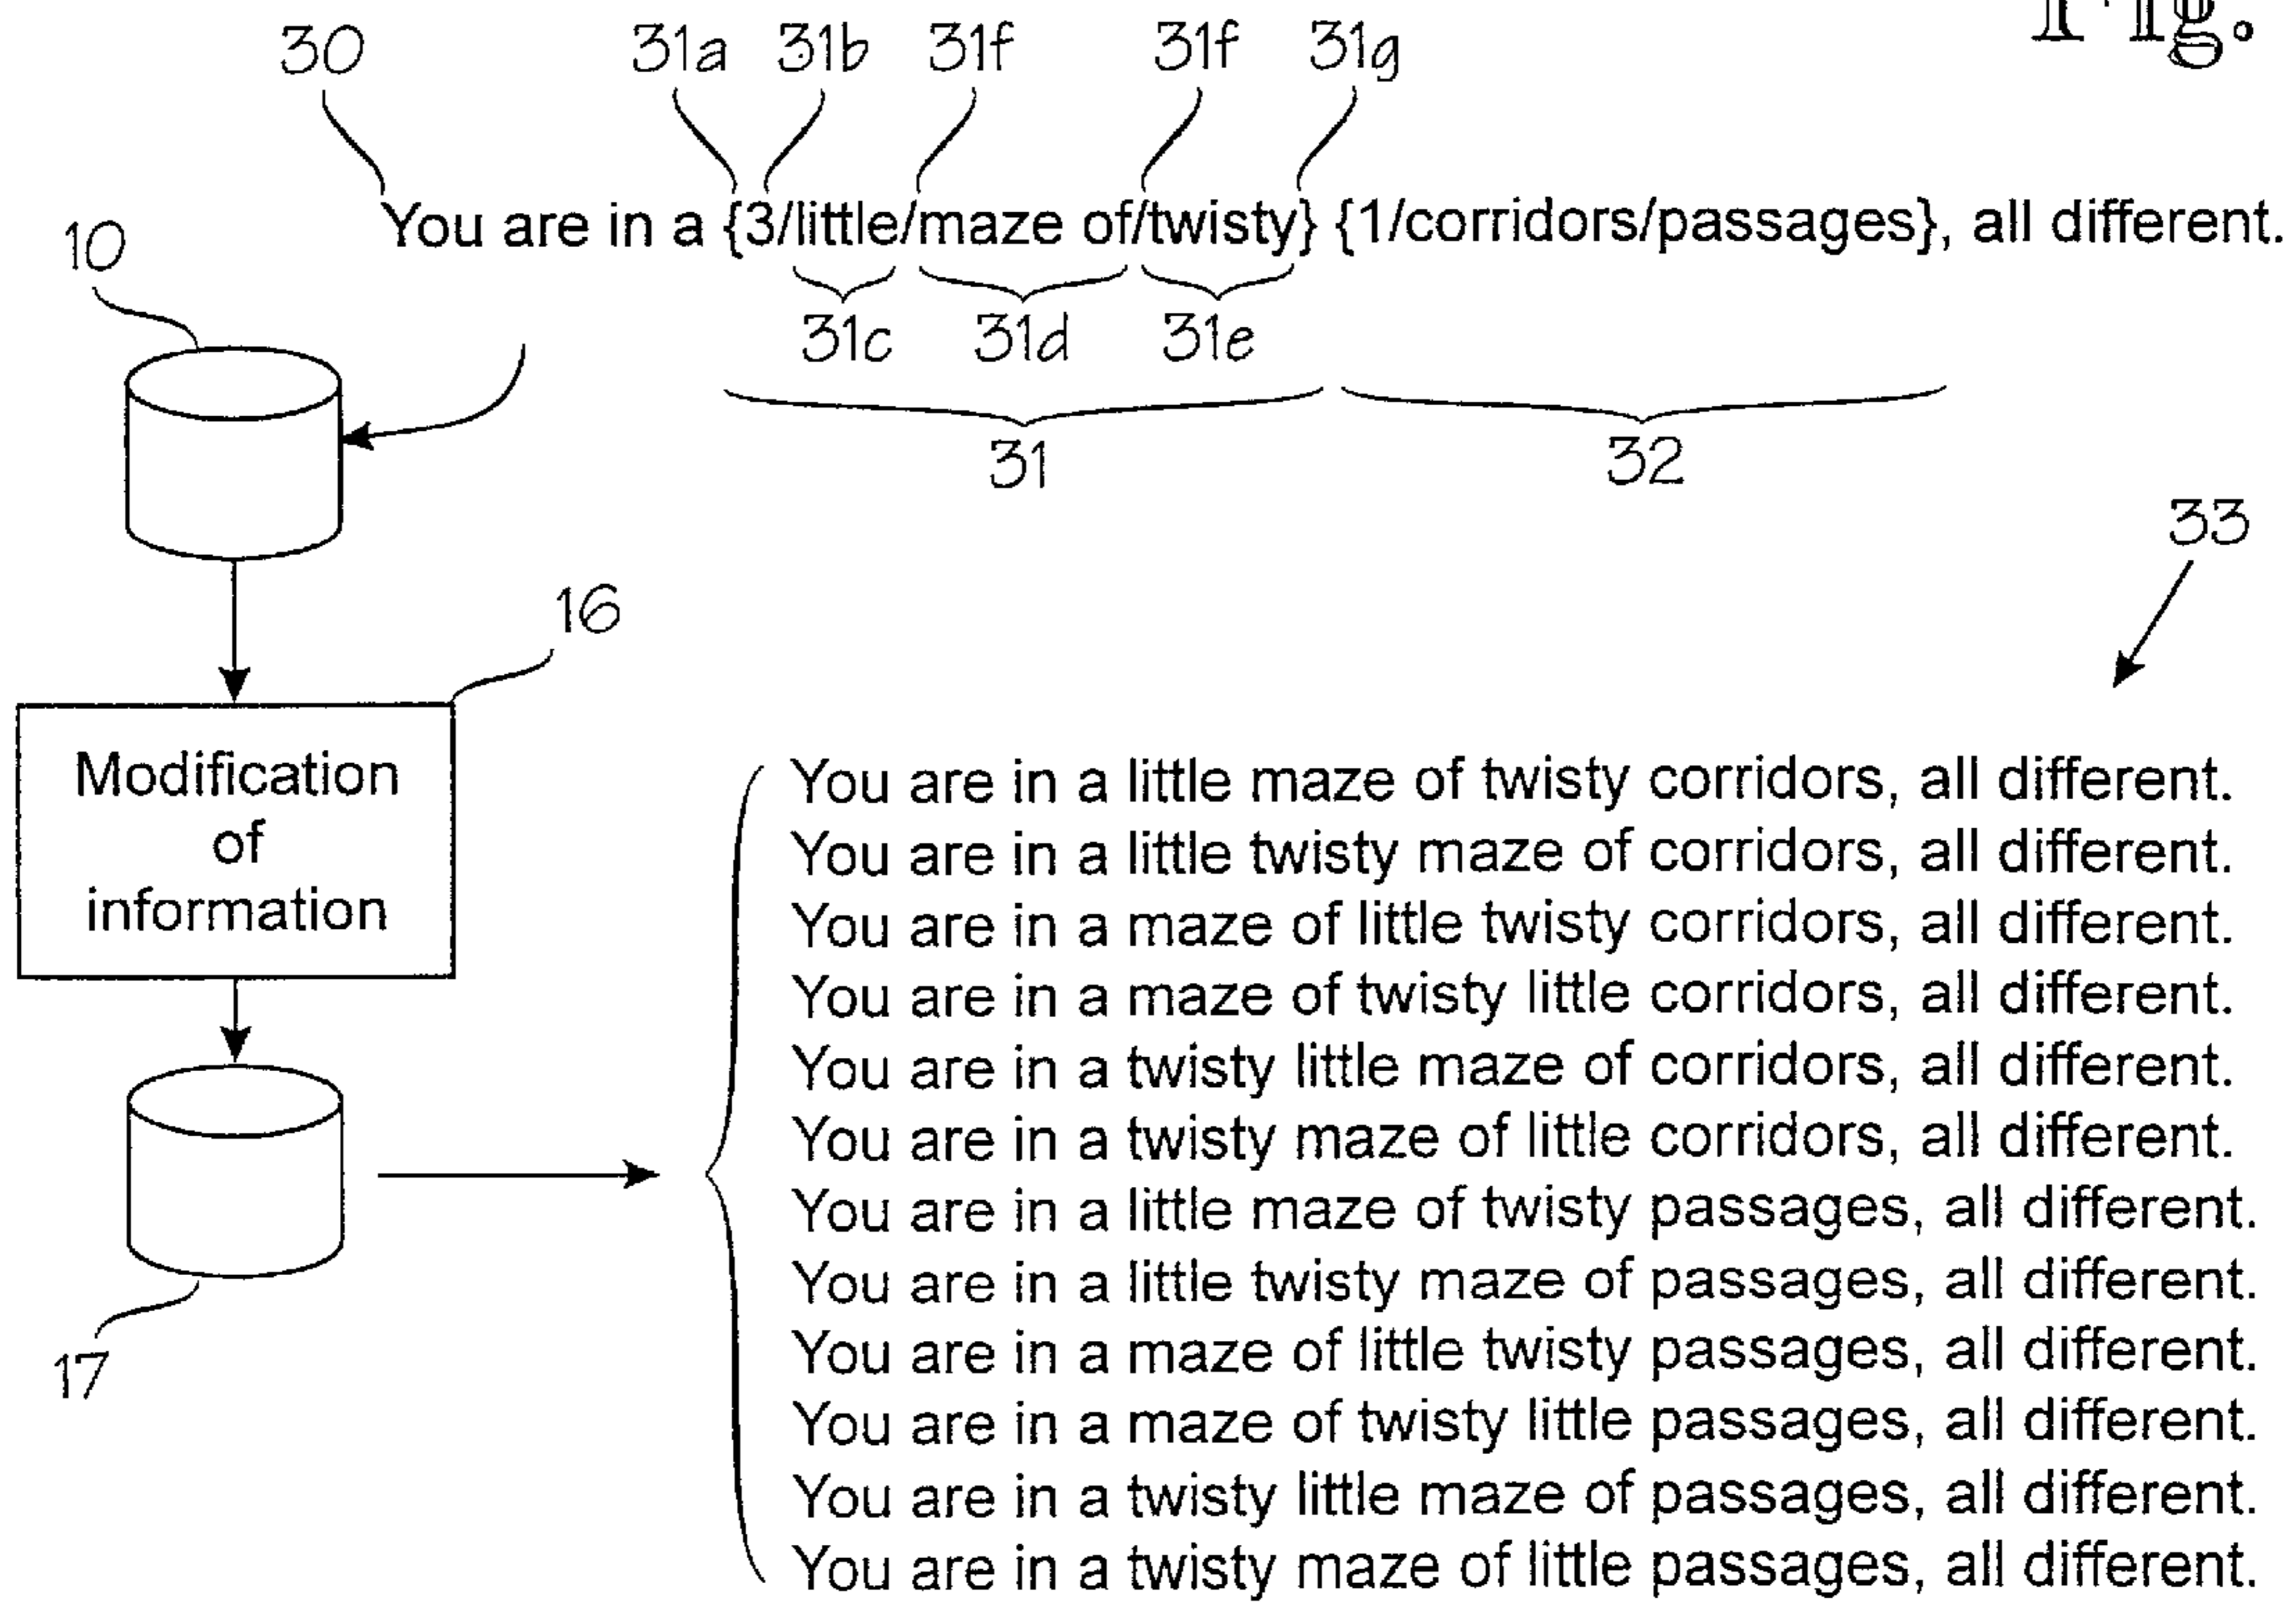 Fig.
30 31a 31b 31f 31f 31g
You are in a {3/little/maze of/twisty} {1/corridors/passages}, all different.
10
31c 31d 31e
31 32
33
16
Modification
of
information
17
You are in a little maze of twisty corridors, all different.
You are in a little twisty maze of corridors, all different.
You are in a maze of little twisty corridors, all different.
You are in a maze of twisty little corridors, all different.
You are in a twisty little maze of corridors, all different.
You are in a twisty maze of little corridors, all different.
You are in a little maze of twisty passages, all different.
You are in a little twisty maze of passages, all different.
You are in a maze of little twisty passages, all different.
You are in a maze of twisty little passages, all different.
You are in a twisty little maze of passages, all different.
You are in a twisty maze of little passages, all different.